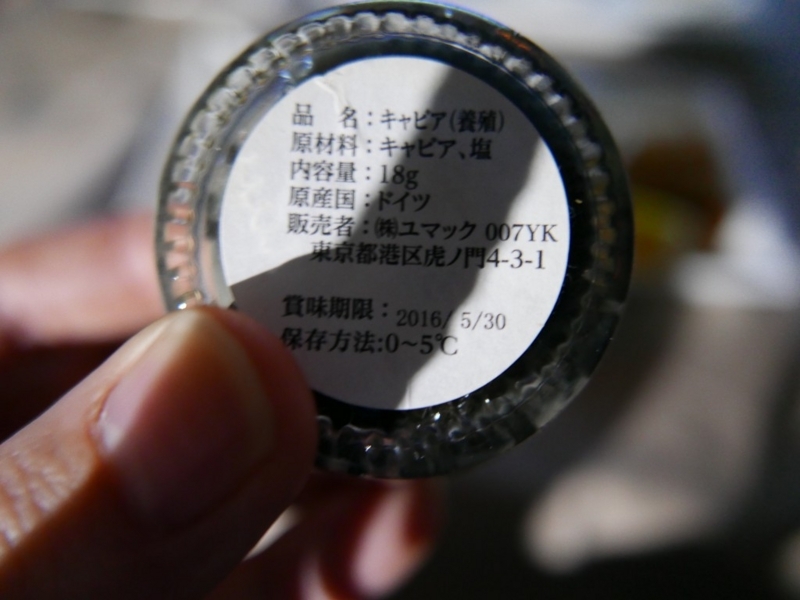 品　名：キャビア（養殖）
原材料：キャビア、塩
内容量：18g
原産国：ドイツ
販売者：㈱ユマック 007YK
東京都港区虎ノ門4-3-1
賞味期限：2016/ 5/30
保存方法:0~5℃